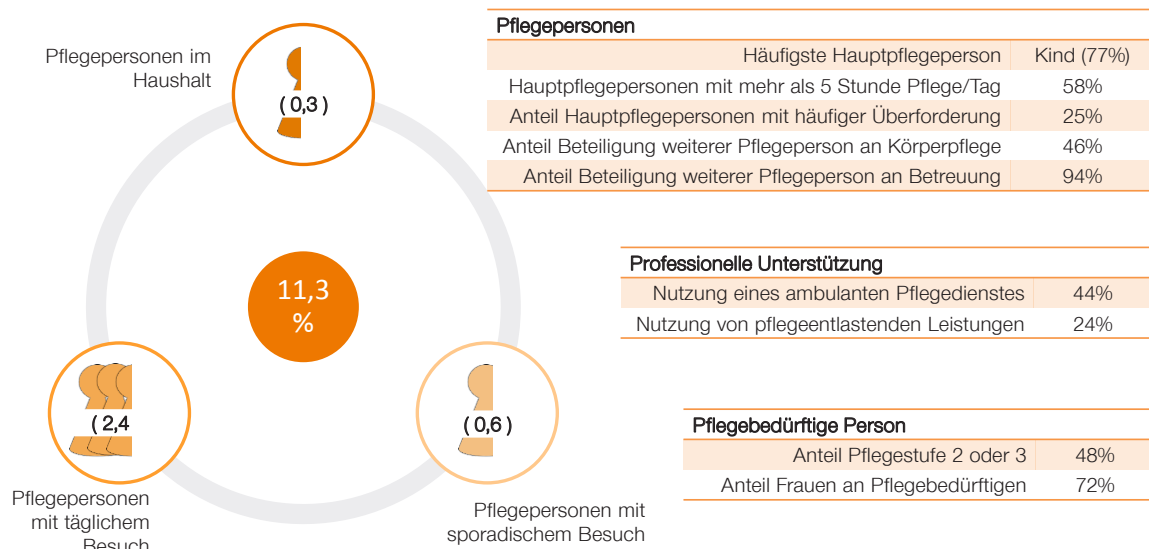 Pflegepersonen im
Haushalt
( 0,3 )
11,3
%
( 2,4
( 0,6 )
Pflegepersonen
mit täglichem
Besuch
Pflegepersonen mit
sporadischem Besuch
Pflegepersonen
Häufigste Hauptpflegeperson Kind (77%)
Hauptpflegepersonen mit mehr als 5 Stunde Pflege/Tag 58%
Anteil Hauptpflegepersonen mit häufiger Überforderung 25%
Anteil Beteiligung weiterer Pflegeperson an Körperpflege 46%
Anteil Beteiligung weiterer Pflegeperson an Betreuung 94%
Professionelle Unterstützung
Nutzung eines ambulanten Pflegedienstes 44%
Nutzung von pflegeentlastenden Leistungen 24%
Pflegebedürftige Person
Anteil Pflegestufe 2 oder 3 48%
Anteil Frauen an Pflegebedürftigen 72%